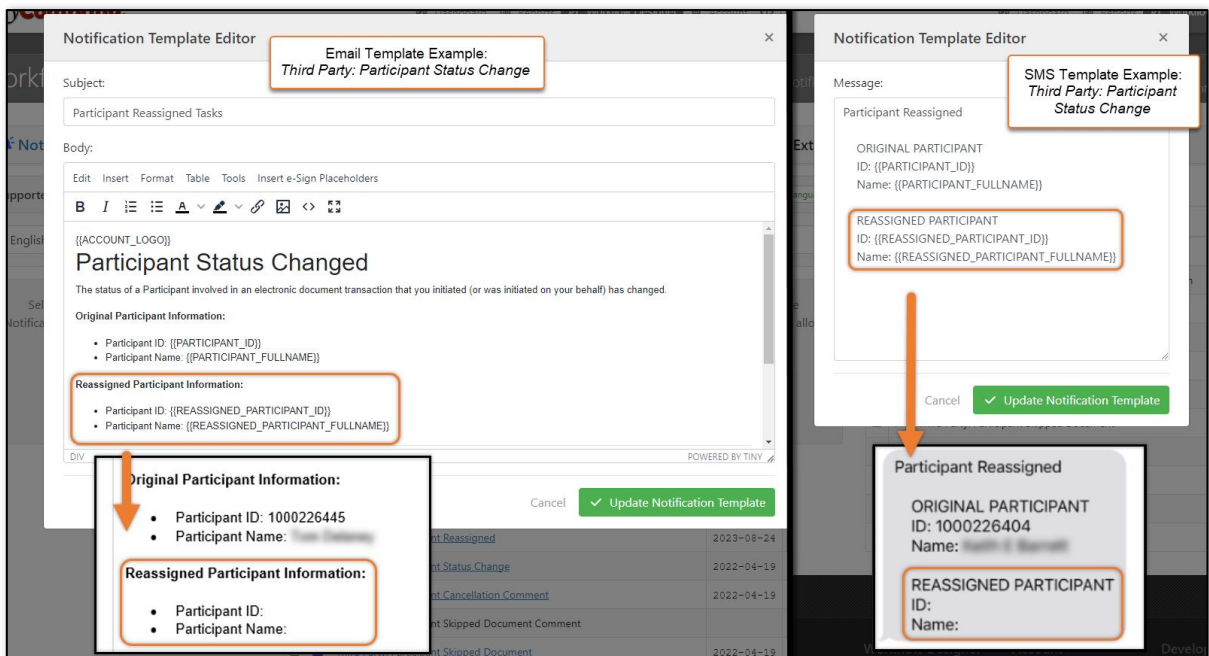 Notification Template Editor
×
Email Template Example:
Third Party: Participant Status Change
Subject:
Participant Reassigned Tasks
Body:
Edit Insert Format Table Tools Insert e-Sign Placeholders
B I A
{{ACCOUNT_LOGO}}
Participant Status Changed
The status of a Participant involved in an electronic document transaction that you initiated (or was initiated on your behalf) has changed.
Original Participant Information:
• Participant ID: {{PARTICIPANT_ID}}
• Participant Name: {{PARTICIPANT_FULLNAME}}
Reassigned Participant Information:
• Participant ID: {{REASSIGNED_PARTICIPANT_ID}}
• Participant Name: {{REASSIGNED_PARTICIPANT_FULLNAME}}
DIV
POWERED BY TINY
Cancel
✓ Update Notification Template
Original Participant Information:
• Participant ID: 1000226445
• Participant Name:
Reassigned Participant Information:
• Participant ID:
• Participant Name:
nt Reassigned 2023-08-24
nt Status Change 2022-04-19
nt Cancellation Comment 2022-04-19
nt Skipped Document Comment
nt Skipped Document 2022-04-19
Notification Template Editor
×
SMS Template Example:
Third Party: Participant
Status Change
Message:
Participant Reassigned
ORIGINAL PARTICIPANT
ID: {{PARTICIPANT_ID}}
Name: {{PARTICIPANT_FULLNAME}}
REASSIGNED PARTICIPANT
ID: {{REASSIGNED_PARTICIPANT_ID}}
Name: {{REASSIGNED_PARTICIPANT_FULLNAME}}
Cancel
✓ Update Notification Template
Participant Reassigned
ORIGINAL PARTICIPANT
ID: 1000226404
Name:
REASSIGNED PARTICIPANT
ID:
Name: